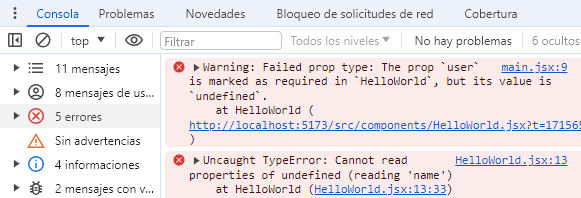 Consola Problemas Novedades Bloqueo de solicitudes de red Cobertura
top Filtrar Todos los niveles No hay problemas 6 ocultos
11 mensajes
8 mensajes de us...
5 errores
Sin advertencias
4 informaciones
2 mensajes con v...
Warning: Failed prop type: The prop `user` main.jsx:9
is marked as required in `HelloWorld`, but its value is
`undefined`.
at HelloWorld (
http://localhost:5173/src/components/HelloWorld.jsx?t=171565
)
Uncaught TypeError: Cannot read HelloWorld.jsx:13
properties of undefined (reading 'name')
at HelloWorld (HelloWorld.jsx:13:33)